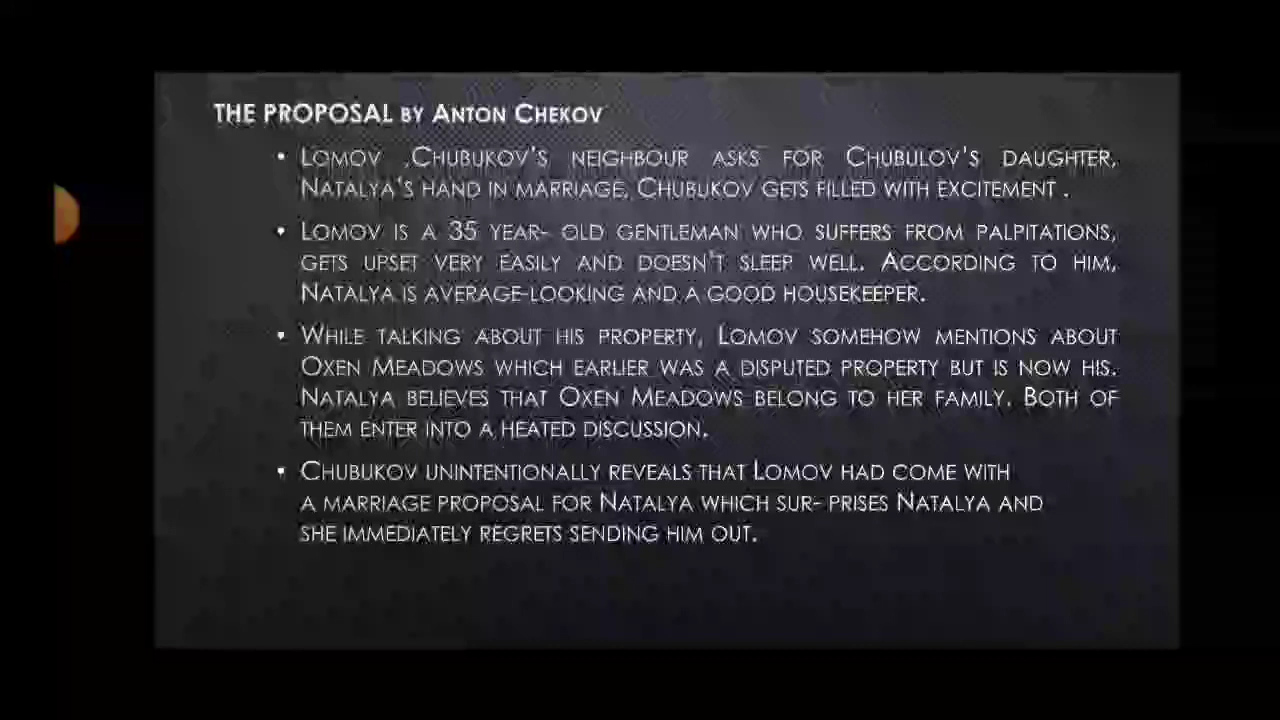 THE PROPOSAL BY ANTON CHEKOV
• LOMOV ,CHUBUKOV'S NEIGHBOUR ASKS FOR CHUBULOV'S DAUGHTER,
NATALYA'S HAND IN MARRIAGE, CHUBUKOV GETS FILLED WITH EXCITEMENT .
• LOMOV IS A 35 YEAR- OLD GENTLEMAN WHO SUFFERS FROM PALPITATIONS,
GETS UPSET VERY EASILY AND DOESN'T SLEEP WELL. ACCORDING TO HIM,
NATALYA IS AVERAGE-LOOKING AND A GOOD HOUSEKEEPER.
• WHILE TALKING ABOUT HIS PROPERTY, LOMOV SOMEHOW MENTIONS ABOUT
OXEN MEADOWS WHICH EARLIER WAS A DISPUTED PROPERTY BUT IS NOW HIS.
NATALYA BELIEVES THAT OXEN MEADOWS BELONG TO HER FAMILY. BOTH OF
THEM ENTER INTO A HEATED DISCUSSION.
• CHUBUKOV UNINTENTIONALLY REVEALS THAT LOMOV HAD COME WITH
A MARRIAGE PROPOSAL FOR NATALYA WHICH SUR- PRISES NATALYA AND
SHE IMMEDIATELY REGRETS SENDING HIM OUT.